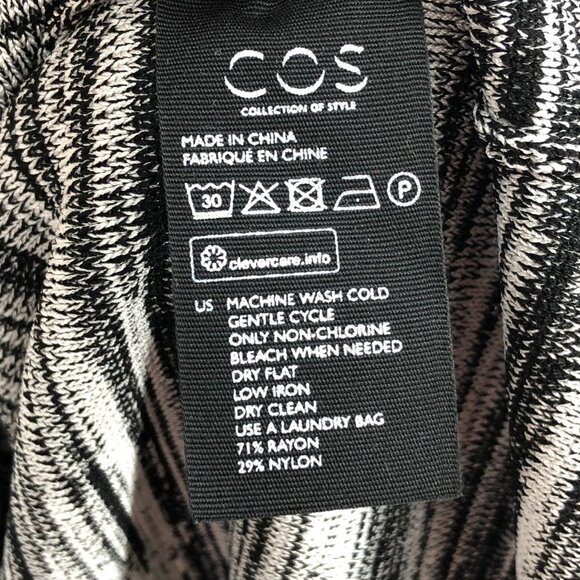 COS
COLLECTION OF STYLE
MADE IN CHINA
FABRIQUÉ EN CHINE
30 P
clevercare.info
US MACHINE WASH COLD
GENTLE CYCLE
ONLY NON-CHLORINE
BLEACH WHEN NEEDED
DRY FLAT
LOW IRON
DRY CLEAN
USE A LAUNDRY BAG
71% RAYON
29% NYLON